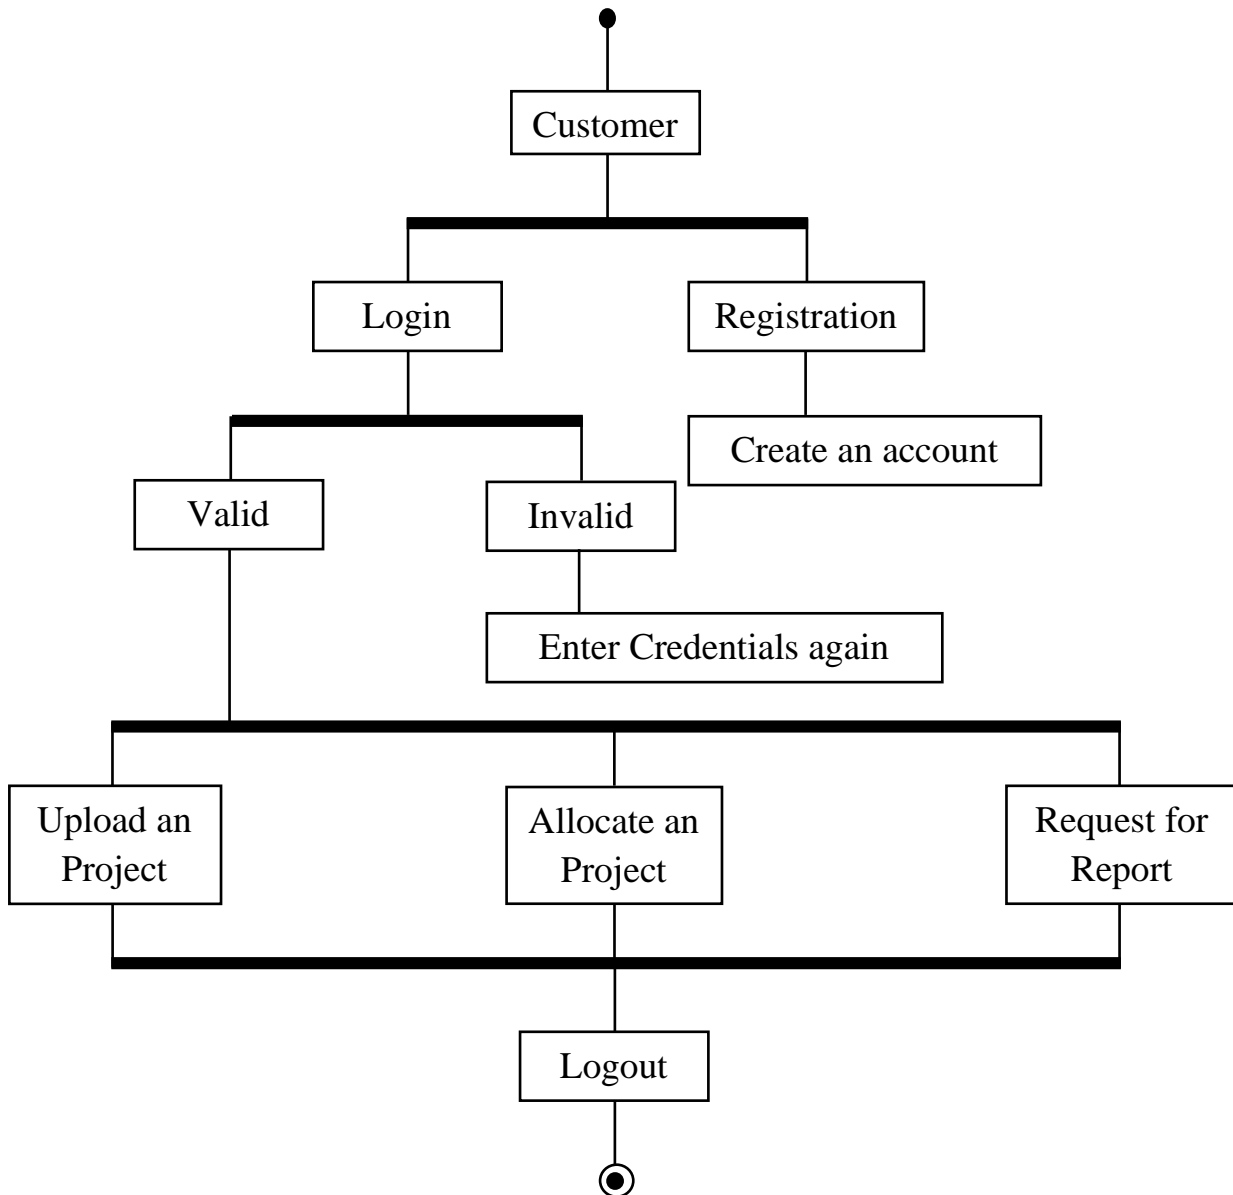 Customer
Login
Registration
Create an account
Valid
Invalid
Enter Credentials again
Upload an
Project
Allocate an
Project
Request for
Report
Logout